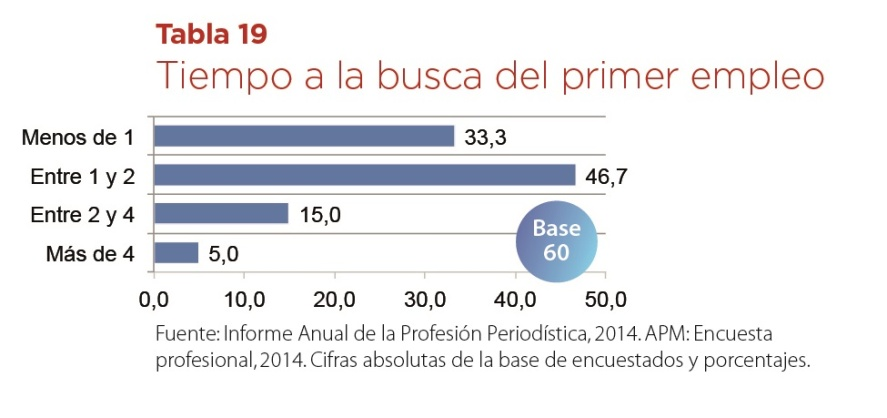 Tabla 19
Tiempo a la busca del primer empleo
Menos de 1 33,3
Entre 1 y 2 46,7
Entre 2 y 4 15,0
Más de 4 5,0
Base
60
0,0 10,0 20,0 30,0 40,0 50,0
Fuente: Informe Anual de la Profesión Periodística, 2014. APM: Encuesta
profesional, 2014. Cifras absolutas de la base de encuestados y porcentajes.